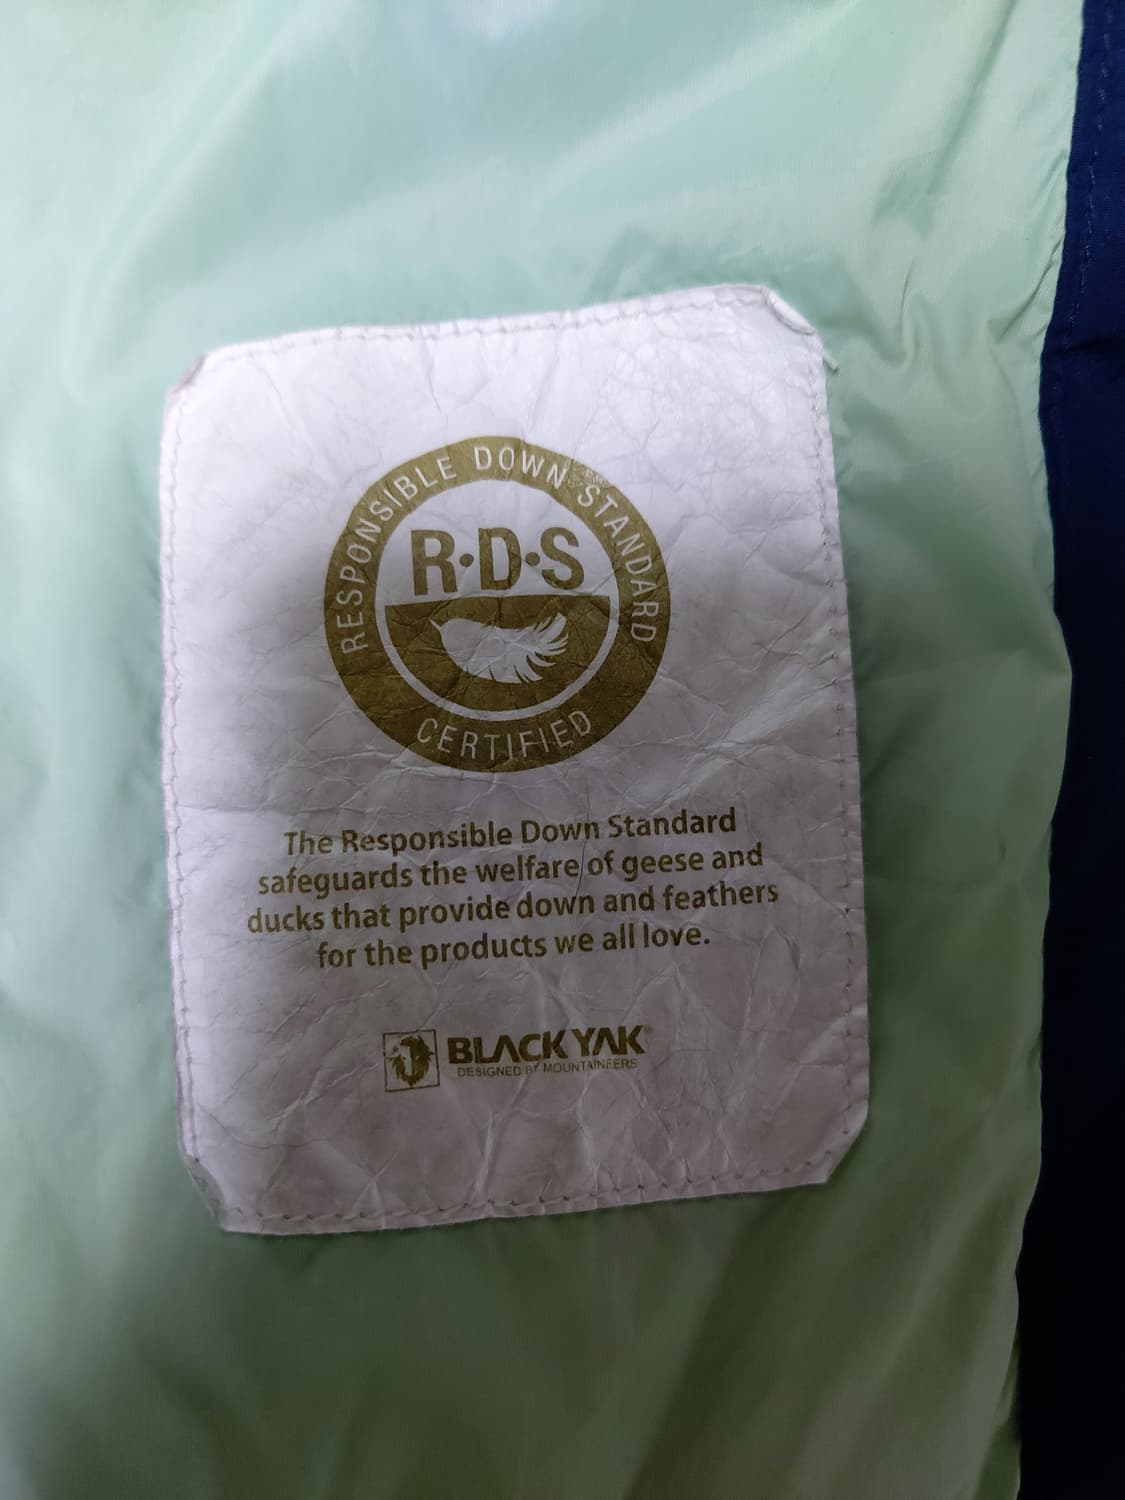 RESPONSIBLE DOWN STANDARD
R·D·S
CERTIFIED
The Responsible Down Standard
safeguards the welfare of geese and
ducks that provide down and feathers
for the products we all love.
BLACK YAK®
DESIGNED BY MOUNTAINEERS